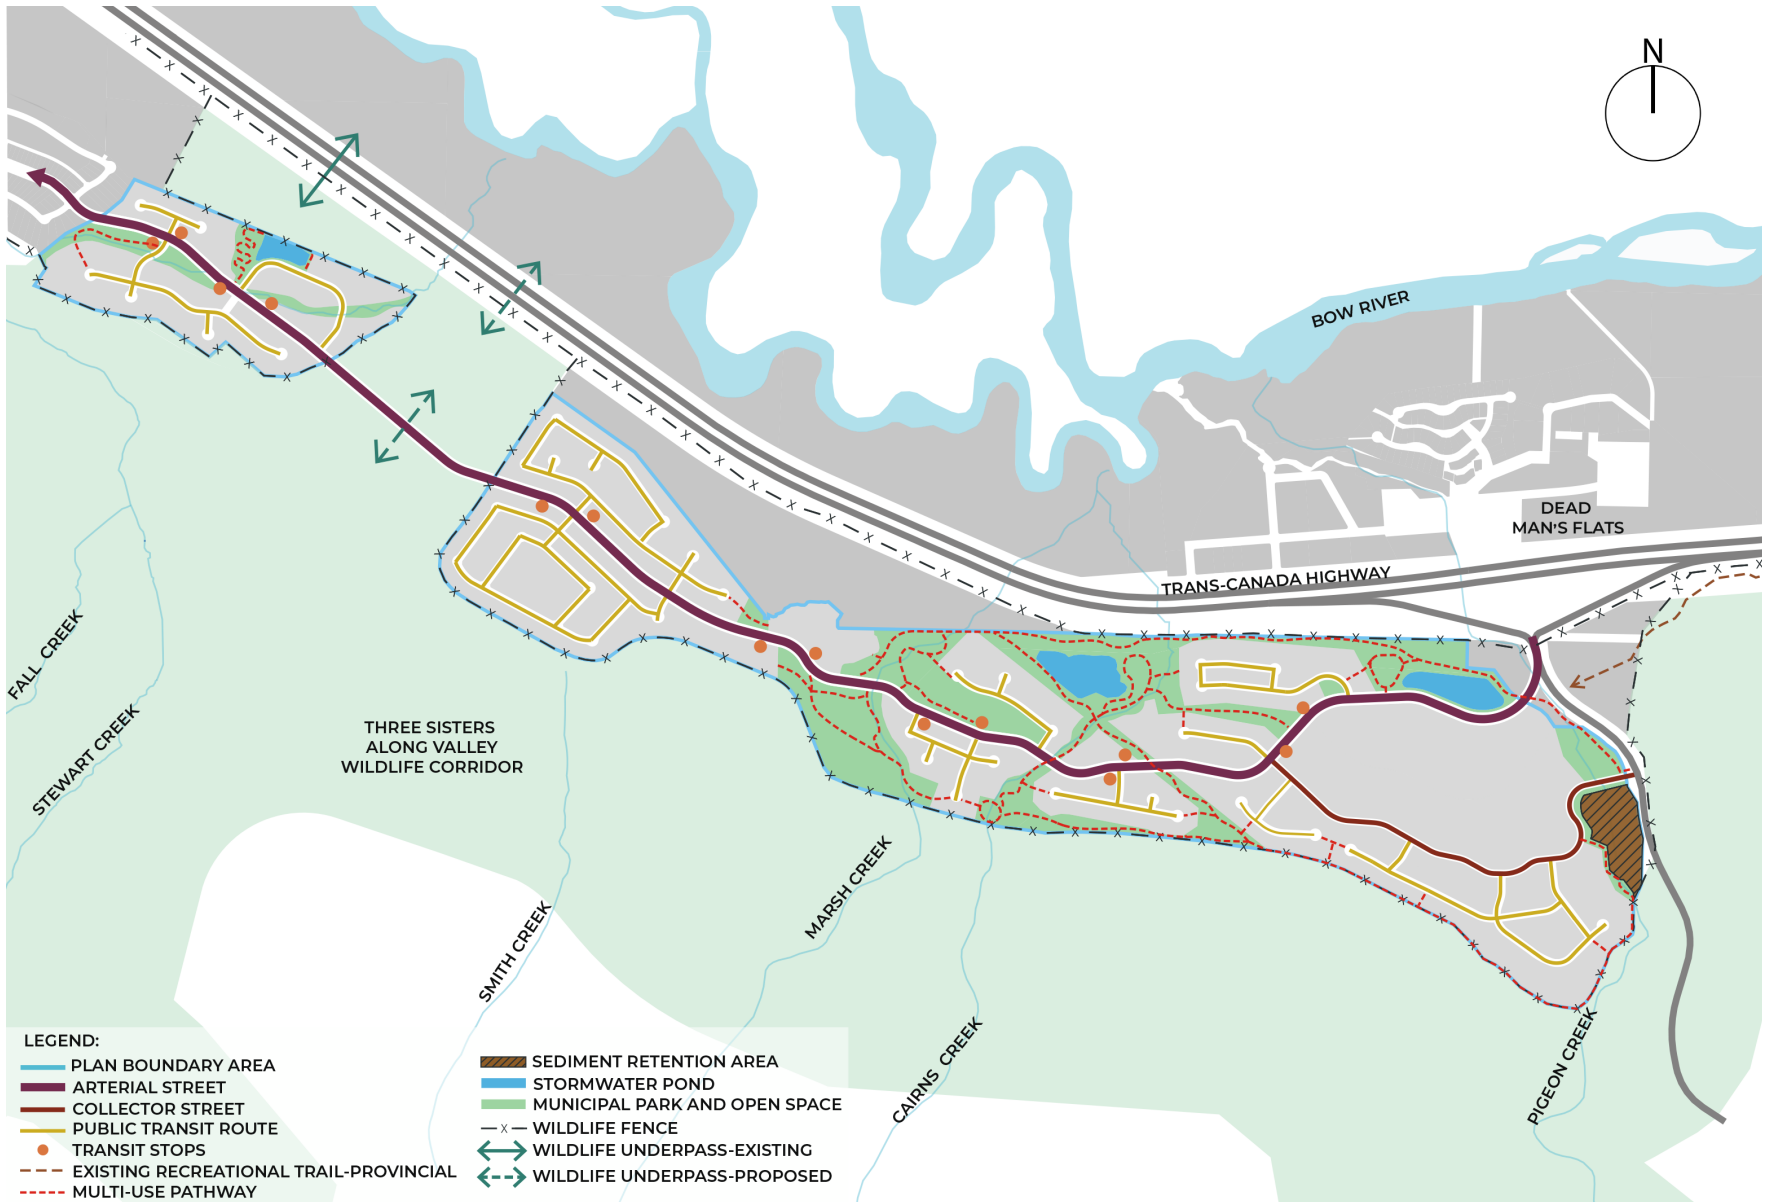 N
BOW RIVER
DEAD
MAN'S FLATS
TRANS-CANADA HIGHWAY
FALL CREEK
STEWART CREEK
THREE SISTERS
ALONG VALLEY
WILDLIFE CORRIDOR
SMITH CREEK
MARSH CREEK
CAIRNS CREEK
PIGEON CREEK
LEGEND:
PLAN BOUNDARY AREA
ARTERIAL STREET
COLLECTOR STREET
PUBLIC TRANSIT ROUTE
TRANSIT STOPS
EXISTING RECREATIONAL TRAIL-PROVINCIAL
MULTI-USE PATHWAY
SEDIMENT RETENTION AREA
STORMWATER POND
MUNICIPAL PARK AND OPEN SPACE
WILDLIFE FENCE
WILDLIFE UNDERPASS-EXISTING
WILDLIFE UNDERPASS-PROPOSED